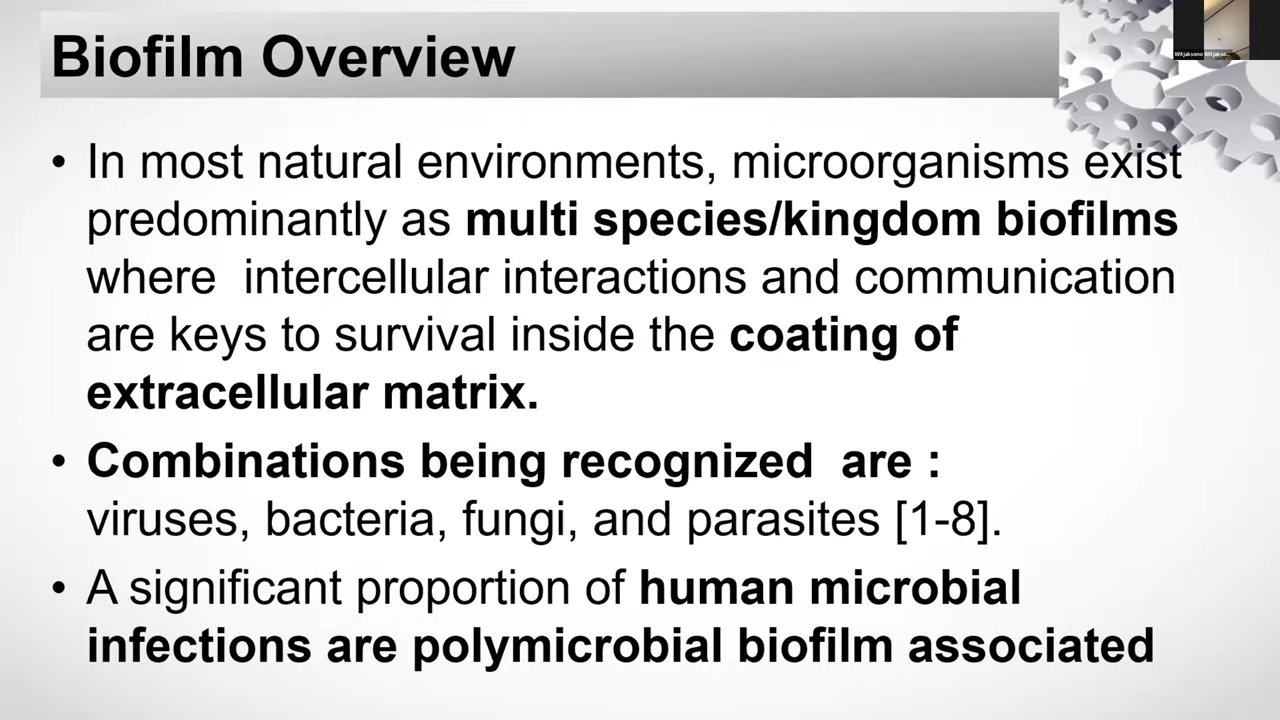 Biofilm Overview
Witjaksono Witjakso...
• In most natural environments, microorganisms exist
predominantly as multi species/kingdom biofilms
where  intercellular interactions and communication
are keys to survival inside the coating of
extracellular matrix.
• Combinations being recognized  are :
viruses, bacteria, fungi, and parasites [1-8].
• A significant proportion of human microbial
infections are polymicrobial biofilm associated